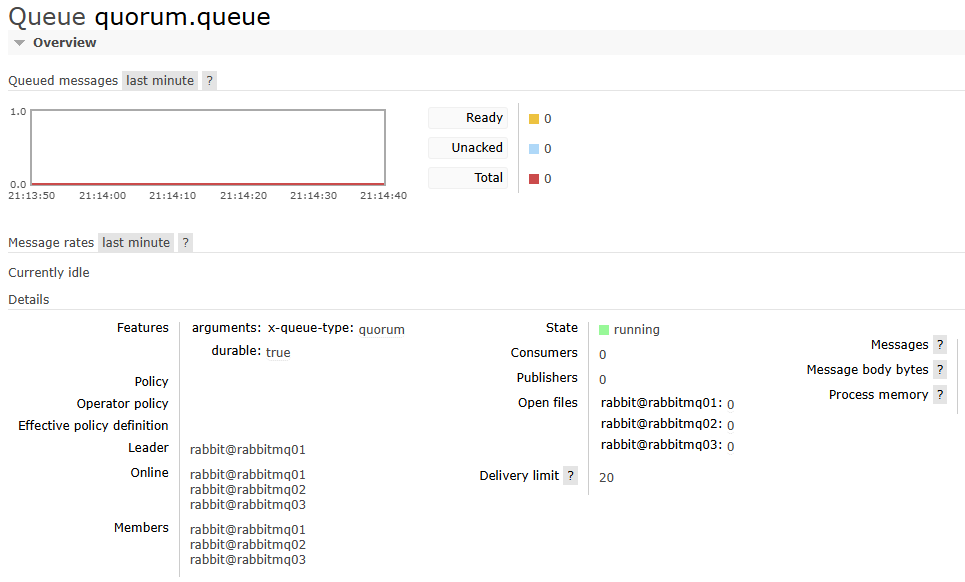 Queue quorum.queue
Overview
Queued messages last minute ?
1.0
0.0
21:13:50 21:14:00 21:14:10 21:14:20 21:14:30 21:14:40
Ready 0
Unacked 0
Total 0
Message rates last minute ?
Currently idle
Details
Features arguments: x-queue-type: quorum
durable: true
Policy
Operator policy
Effective policy definition
Leader rabbit@rabbitmq01
Online rabbit@rabbitmq01
rabbit@rabbitmq02
rabbit@rabbitmq03
Members rabbit@rabbitmq01
rabbit@rabbitmq02
rabbit@rabbitmq03
State running
Consumers 0
Publishers 0
Open files rabbit@rabbitmq01: 0
rabbit@rabbitmq02: 0
rabbit@rabbitmq03: 0
Delivery limit ? 20
Messages ?
Message body bytes ?
Process memory ?